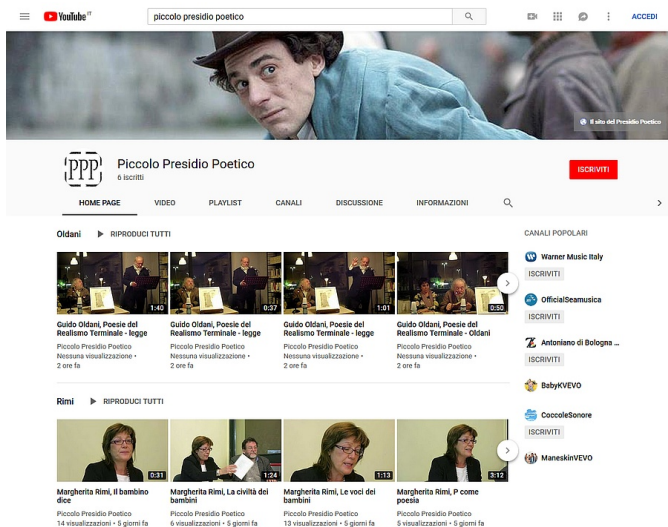 YouTube IT
piccolo presidio poetico
ACCEDI
Il sito del Presidio Poetico
PPP
Piccolo Presidio Poetico
6 iscritti
ISCRIVITI
HOME PAGE VIDEO PLAYLIST CANALI DISCUSSIONE INFORMAZIONI
Oldani RIPRODUCI TUTTI
1:40 0:37 1:01 0:50
Guido Oldani, Poesie del Guido Oldani, Poesie del Guido Oldani, Poesie del Guido Oldani, Poesie del
Realismo Terminale - legge Realismo Terminale - legge Realismo Terminale - legge Realismo Terminale - Oldani
Piccolo Presidio Poetico Piccolo Presidio Poetico Piccolo Presidio Poetico Piccolo Presidio Poetico
Nessuna visualizzazione • Nessuna visualizzazione • Nessuna visualizzazione • Nessuna visualizzazione •
2 ore fa 2 ore fa 2 ore fa 2 ore fa
Rimi RIPRODUCI TUTTI
0:31 1:24 1:13 3:12
Margherita Rimi, Il bambino Margherita Rimi, La civiltà dei Margherita Rimi, Le voci dei Margherita Rimi, P come
dice bambini bambini poesia
Piccolo Presidio Poetico Piccolo Presidio Poetico Piccolo Presidio Poetico Piccolo Presidio Poetico
14 visualizzazioni • 5 giorni fa 6 visualizzazioni • 5 giorni fa 13 visualizzazioni • 5 giorni fa 5 visualizzazioni • 5 giorni fa
CANALI POPOLARI
Warner Music Italy
ISCRIVITI
OfficialSeamusica
ISCRIVITI
Antoniano di Bologna ...
ISCRIVITI
BabyKVEVO
CoccoleSonore
ISCRIVITI
ManeskinVEVO